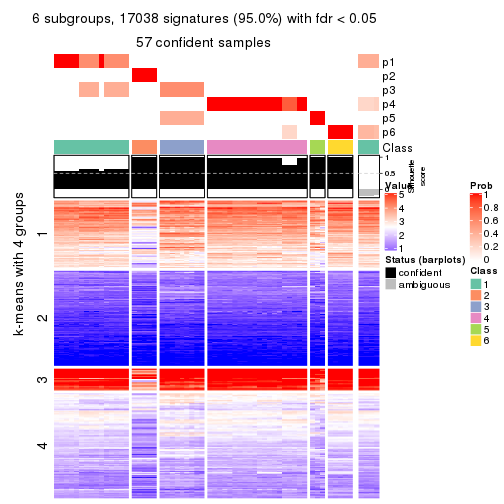 6 subgroups, 17038 signatures (95.0%) with fdr < 0.05
57 confident samples
p1
p2
p3
p4
p5
p6
Class
1
0.5
0
Silhouette
score
k-means with 4 groups
1
2
3
4
Value
5
4
3
2
1
Status (barplots)
confident
ambiguous
Prob
1
0.8
0.6
0.4
0.2
0
Class
1
2
3
4
5
6